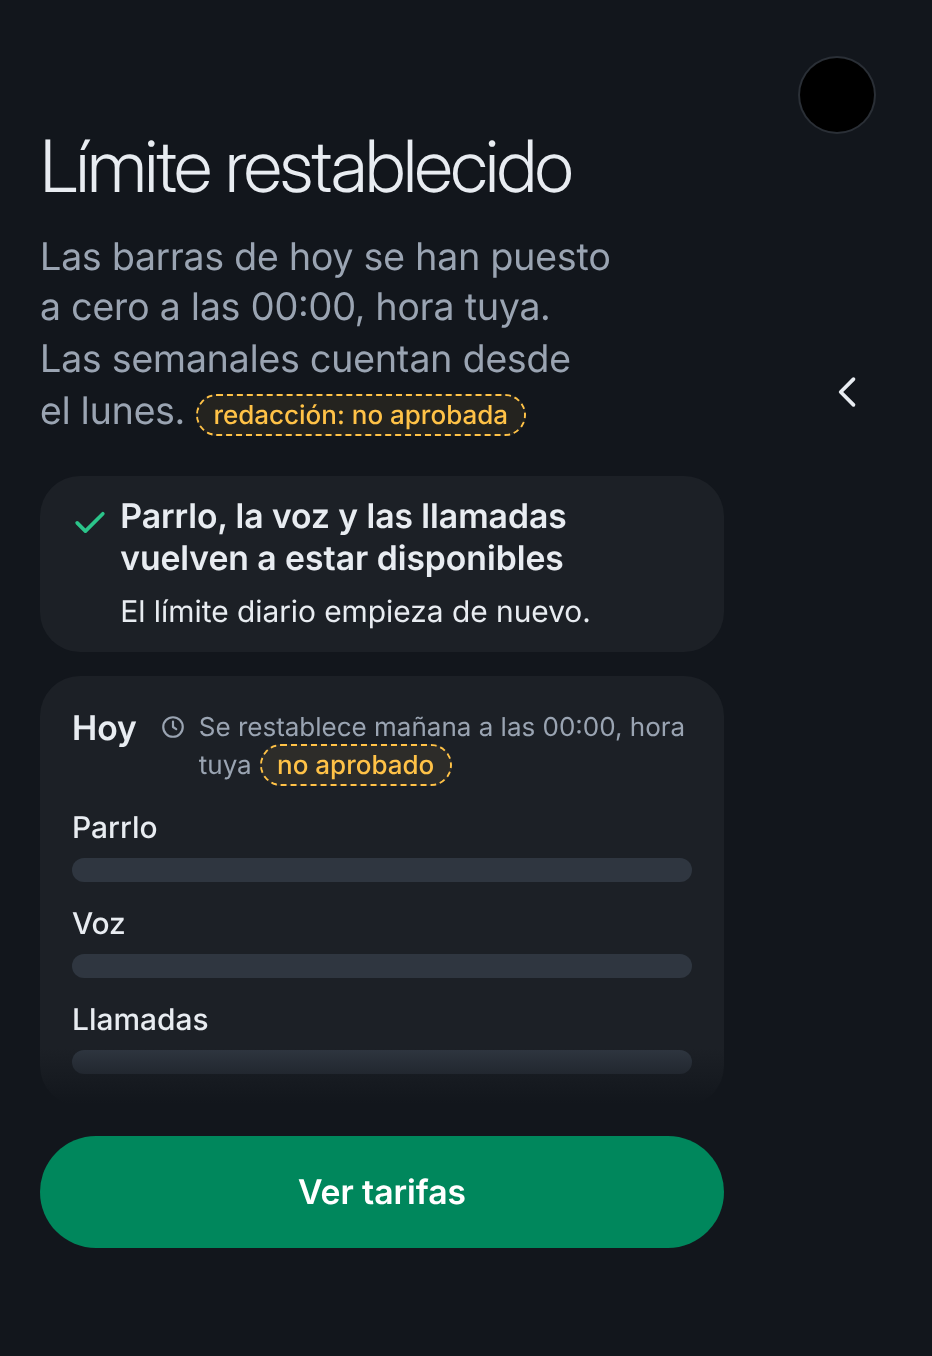 Límite restablecido
Las barras de hoy se han puesto
a cero a las 00:00, hora tuya.
Las semanales cuentan desde
el lunes. redacción: no aprobada
Parrlo, la voz y las llamadas
vuelven a estar disponibles
El límite diario empieza de nuevo.
Hoy Se restablece mañana a las 00:00, hora
tuya no aprobado
Parrlo
Voz
Llamadas
Ver tarifas